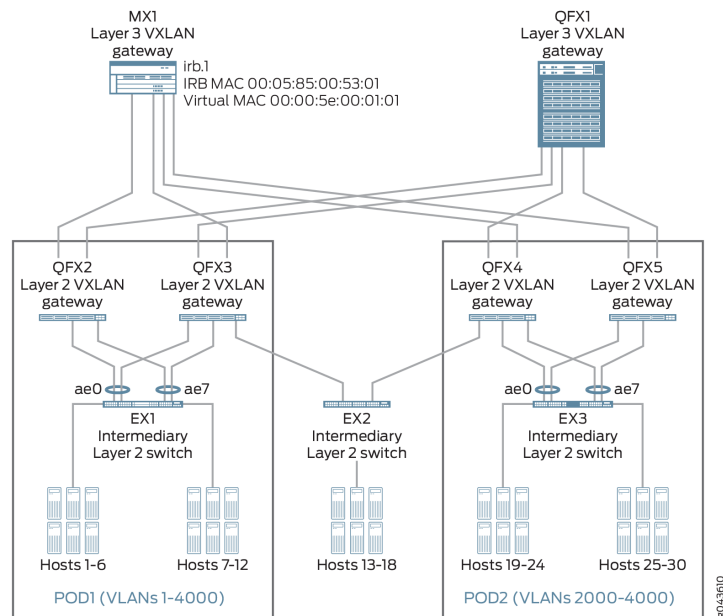 MX1
Layer 3 VXLAN
gateway
irb.1
IRB MAC 00:05:85:00:53:01
Virtual MAC 00:00:5e:00:01:01
QFX1
Layer 3 VXLAN
gateway
QFX2
Layer 2 VXLAN
gateway
QFX3
Layer 2 VXLAN
gateway
QFX4
Layer 2 VXLAN
gateway
QFX5
Layer 2 VXLAN
gateway
ae0
ae7
EX1
Intermediary
Layer 2 switch
EX2
Intermediary
Layer 2 switch
ae0
ae7
EX3
Intermediary
Layer 2 switch
Hosts 1-6
Hosts 7-12
Hosts 13-18
Hosts 19-24
Hosts 25-30
POD1 (VLANs 1-4000)
POD2 (VLANs 2000-4000)